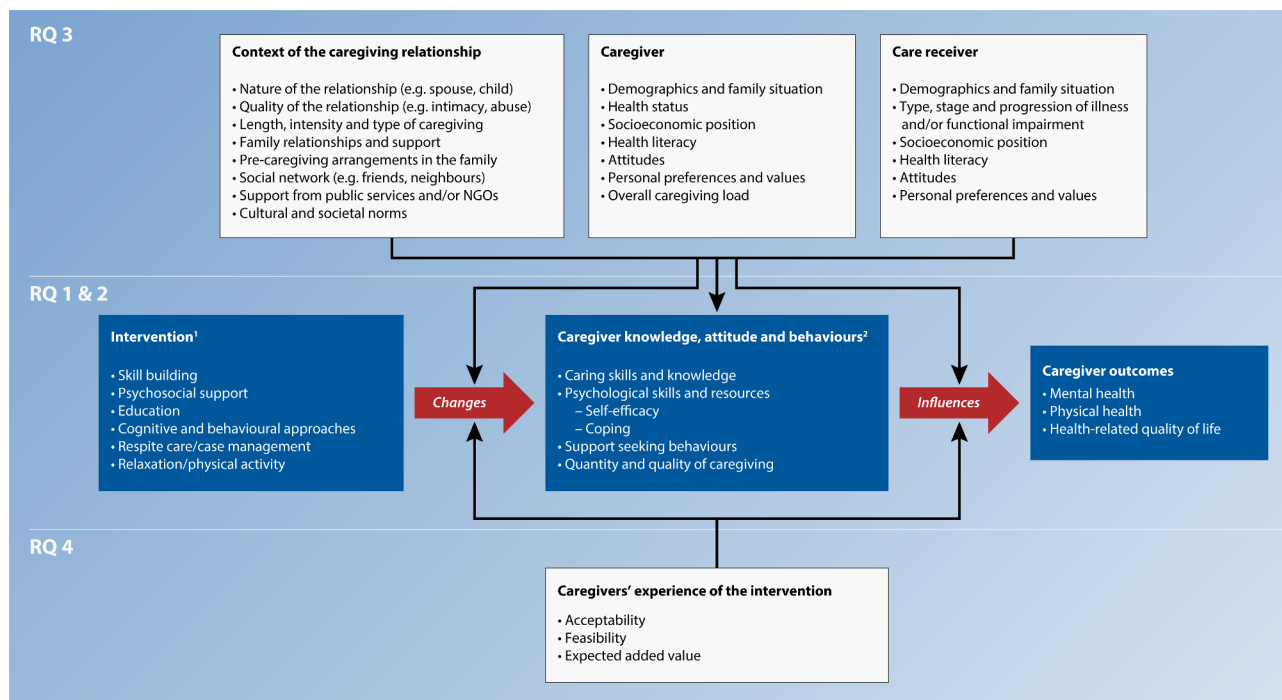 RQ 3
Context of the caregiving relationship
• Nature of the relationship (e.g. spouse, child)
• Quality of the relationship (e.g. intimacy, abuse)
• Length, intensity and type of caregiving
• Family relationships and support
• Pre-caregiving arrangements in the family
• Social network (e.g. friends, neighbours)
• Support from public services and/or NGOs
• Cultural and societal norms
Caregiver
• Demographics and family situation
• Health status
• Socioeconomic position
• Health literacy
• Attitudes
• Personal preferences and values
• Overall caregiving load
Care receiver
• Demographics and family situation
• Type, stage and progression of illness
and/or functional impairment
• Socioeconomic position
• Health literacy
• Attitudes
• Personal preferences and values
RQ 1 & 2
Intervention¹
• Skill building
• Psychosocial support
• Education
• Cognitive and behavioural approaches
• Respite care/case management
• Relaxation/physical activity
Changes
Caregiver knowledge, attitude and behaviours²
• Caring skills and knowledge
• Psychological skills and resources
– Self-efficacy
– Coping
• Support seeking behaviours
• Quantity and quality of caregiving
Influences
Caregiver outcomes
• Mental health
• Physical health
• Health-related quality of life
RQ 4
Caregivers’ experience of the intervention
• Acceptability
• Feasibility
• Expected added value